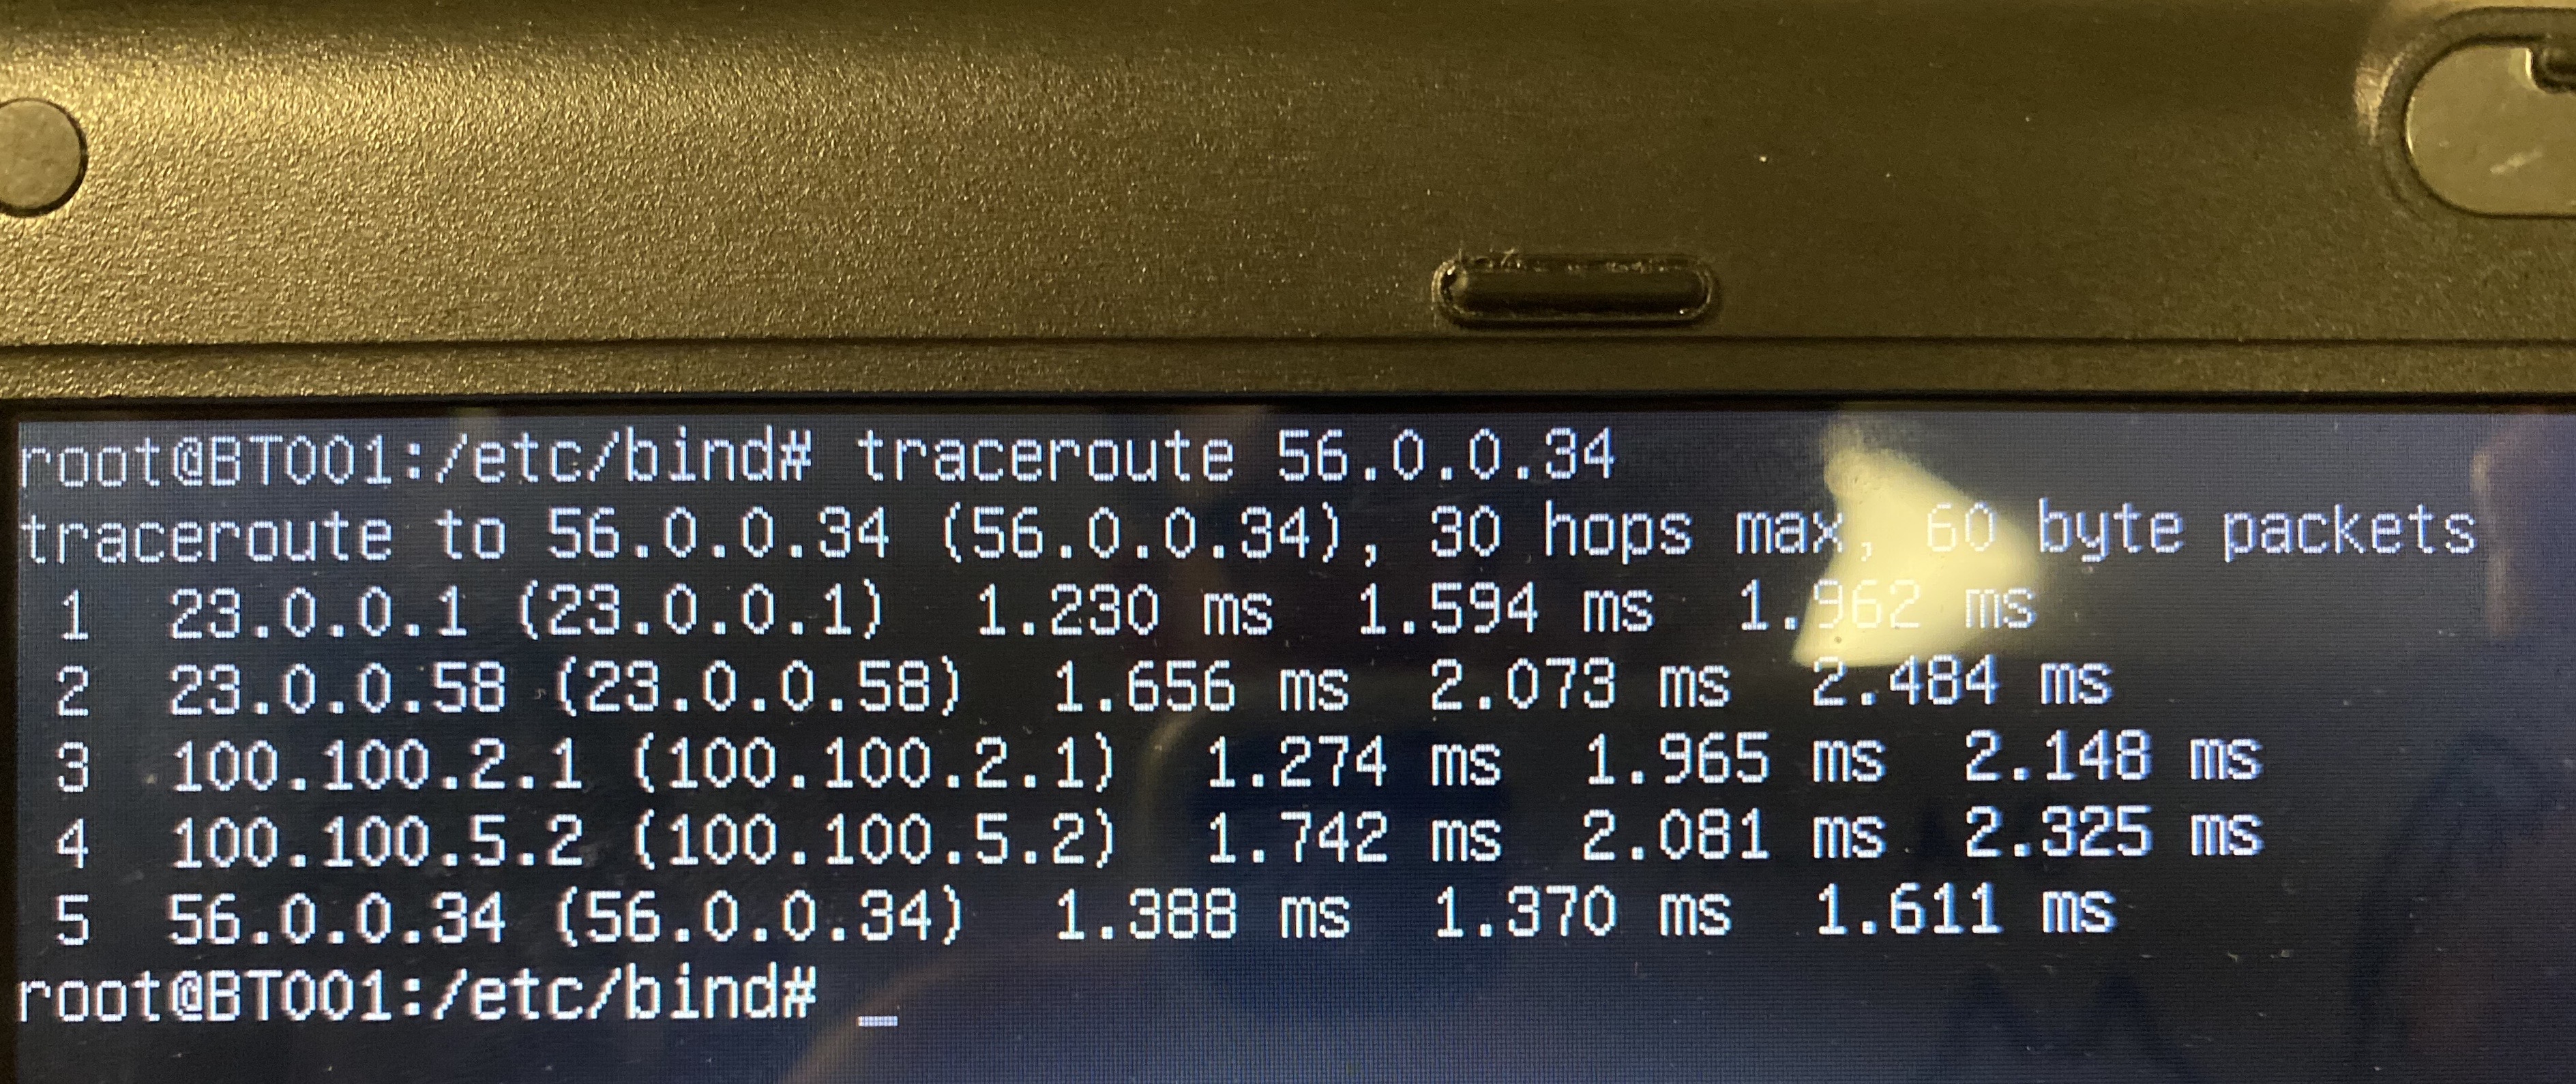 root@BT001:/etc/bind# traceroute 56.0.0.34
traceroute to 56.0.0.34 (56.0.0.34), 30 hops max, 60 byte packets
1 23.0.0.1 (23.0.0.1) 1.230 ms 1.594 ms 1.962 ms
2 23.0.0.58 (23.0.0.58) 1.656 ms 2.073 ms 2.484 ms
3 100.100.2.1 (100.100.2.1) 1.274 ms 1.965 ms 2.148 ms
4 100.100.5.2 (100.100.5.2) 1.742 ms 2.081 ms 2.325 ms
5 56.0.0.34 (56.0.0.34) 1.388 ms 1.370 ms 1.611 ms
root@BT001:/etc/bind# _